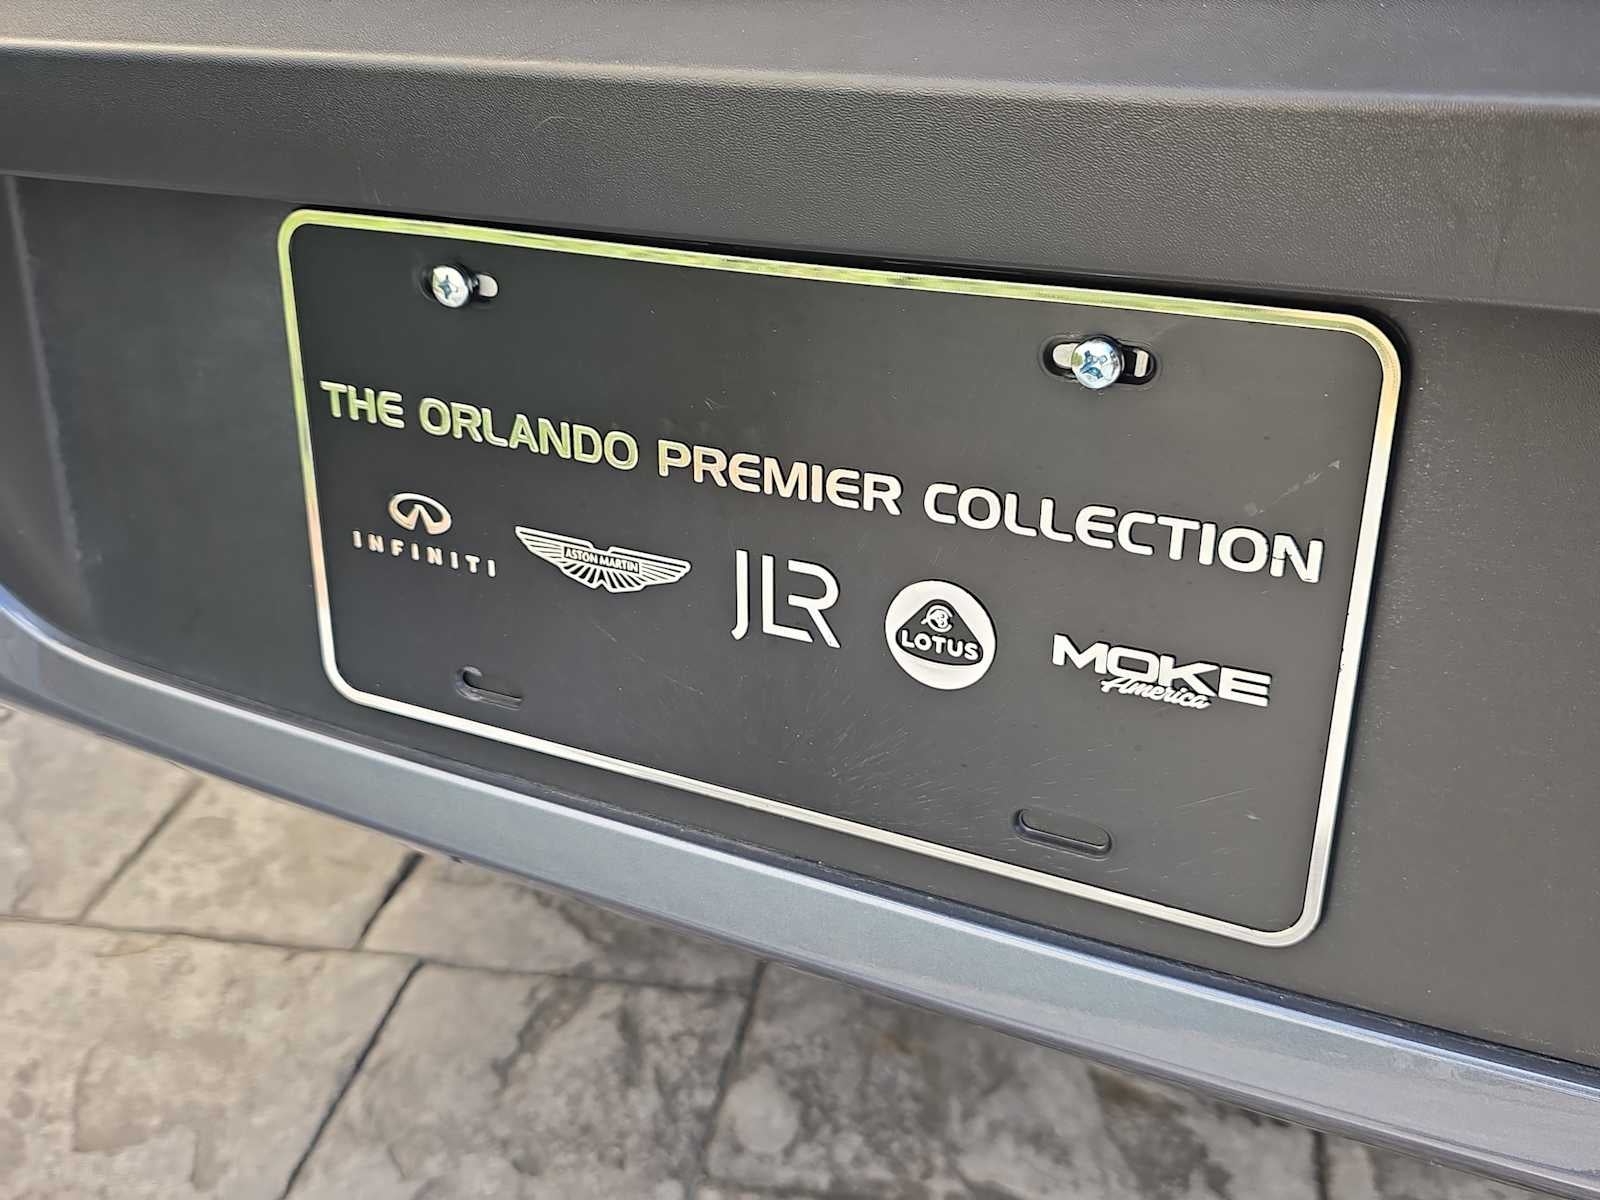 THE ORLANDO PREMIER COLLECTION
INFINITI
ASTON MARTIN
JLR
LOTUS
MOKE
America